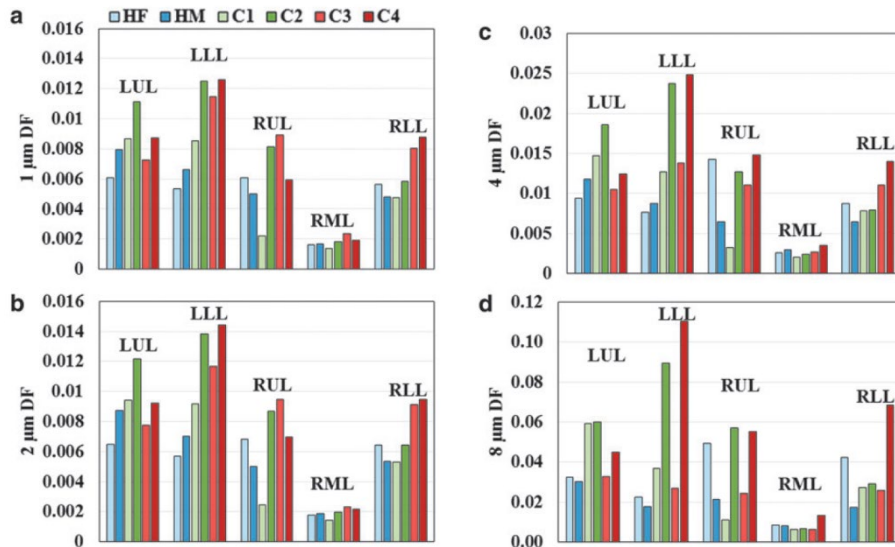 a HF HM C1 C2 C3 C4
0.016
0.014
0.012
0.01
0.008
0.006
0.004
0.002
0
1 µm DF
LUL
LLL
RUL
RML
RLL
b
0.016
0.014
0.012
0.01
0.008
0.006
0.004
0.002
0
2 µm DF
LUL
LLL
RUL
RML
RLL
c
0.03
0.025
0.02
0.015
0.01
0.005
0
4 µm DF
LUL
LLL
RUL
RML
RLL
d
0.12
0.10
0.08
0.06
0.04
0.02
0.00
8 µm DF
LUL
LLL
RUL
RML
RLL